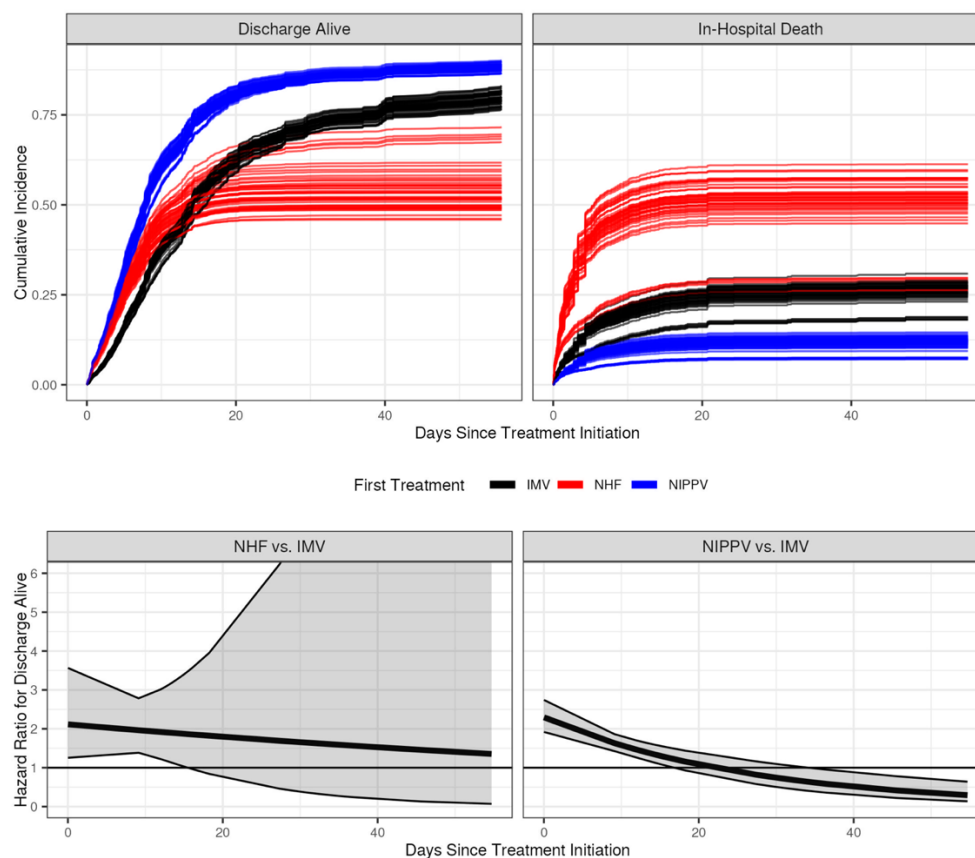 Discharge Alive
In-Hospital Death
Cumulative Incidence
0.75
0.50
0.25
0.00
0 20 40
0 20 40
Days Since Treatment Initiation
First Treatment IMV NHF NIPPV
NHF vs. IMV
NIPPV vs. IMV
Hazard Ratio for Discharge Alive
6
5
4
3
2
1
0
0 20 40
0 20 40
Days Since Treatment Initiation